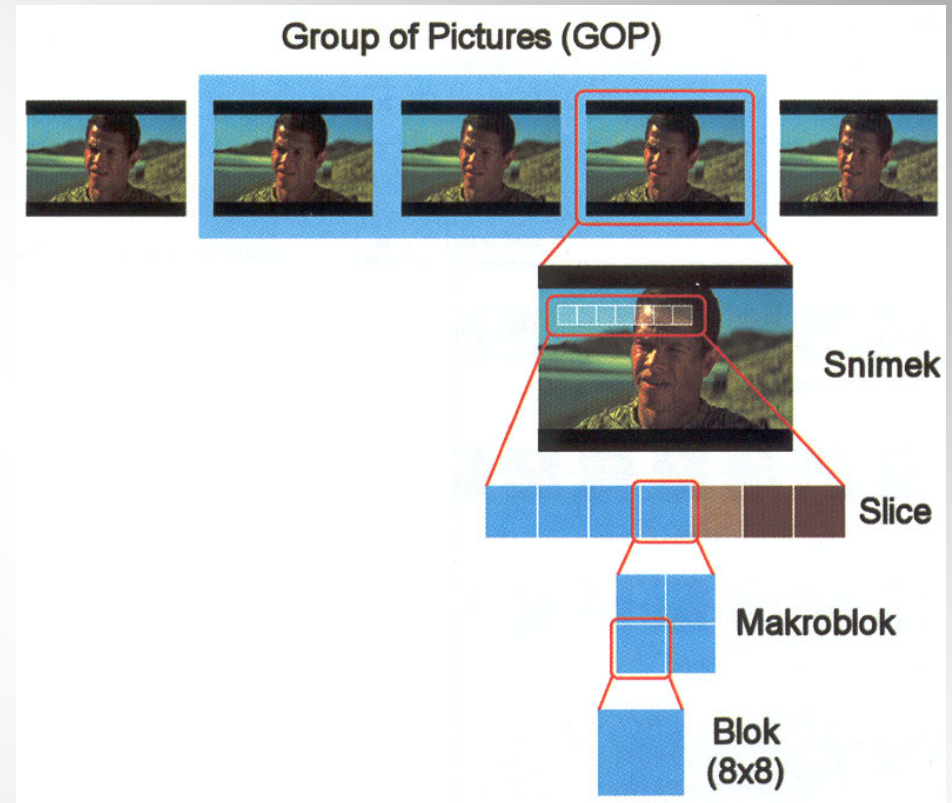 Group of Pictures (GOP)
Snímek
Slice
Makroblok
Blok
(8x8)